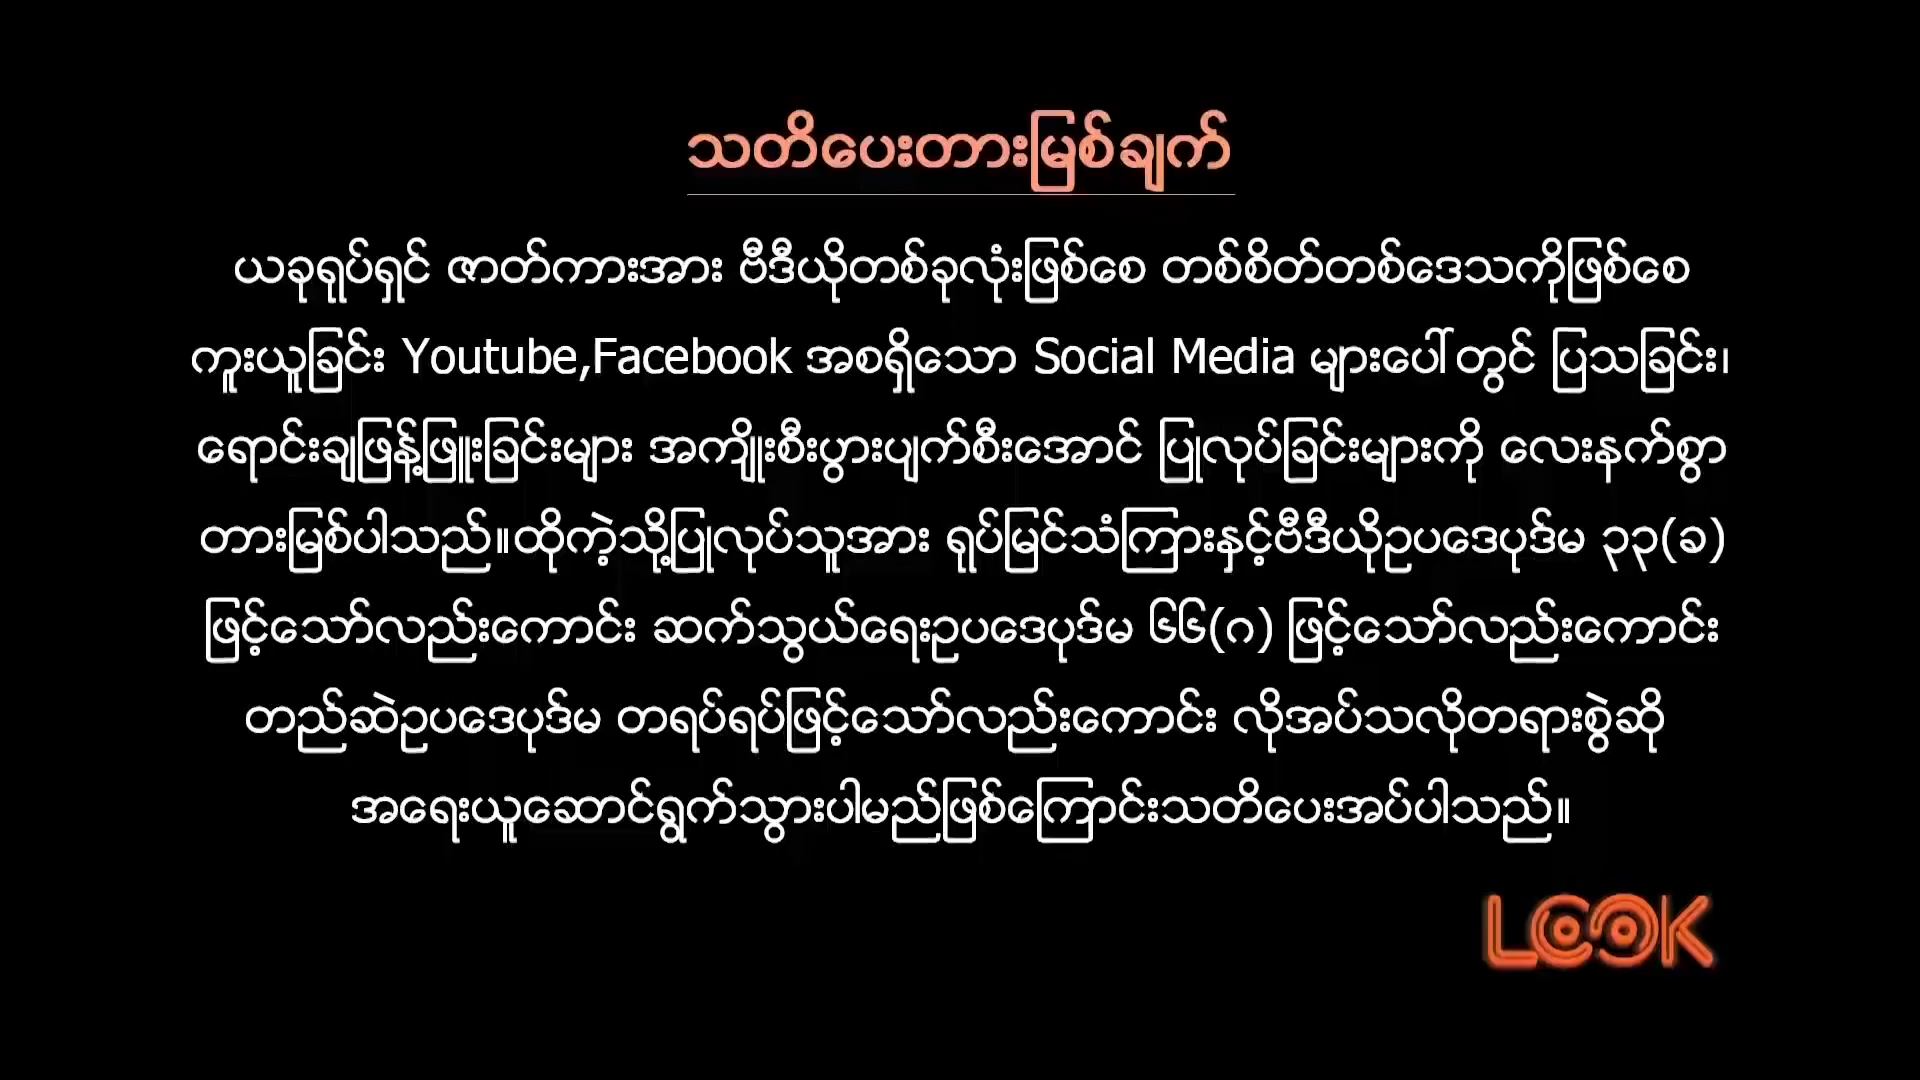 သတိပေးတားမြစ်ချက်
ယခုရုပ်ရှင် ဇာတ်ကားအား ဗီဒီယိုတစ်ခုလုံးဖြစ်စေ တစ်စိတ်တစ်ဒေသကိုဖြစ်စေ
ကူးယူခြင်း Youtube,Facebook အစရှိသော Social Media များပေါ်တွင် ပြသခြင်း၊
ရောင်းချဖြန့်ဖြူးခြင်းများ အကျိုးစီးပွားပျက်စီးအောင် ပြုလုပ်ခြင်းများကို လေးနက်စွာ
တားမြစ်ပါသည်။ထိုကဲ့သို့ပြုလုပ်သူအား ရုပ်မြင်သံကြားနှင့်ဗီဒီယိုဥပဒေပုဒ်မ ၃၃(ခ)
ဖြင့်သော်လည်းကောင်း ဆက်သွယ်ရေးဥပဒေပုဒ်မ ၆၆(ဂ) ဖြင့်သော်လည်းကောင်း
တည်ဆဲဥပဒေပုဒ်မ တရပ်ရပ်ဖြင့်သော်လည်းကောင်း လိုအပ်သလိုတရားစွဲဆို
အရေးယူဆောင်ရွက်သွားပါမည်ဖြစ်ကြောင်းသတိပေးအပ်ပါသည်။
LOOK